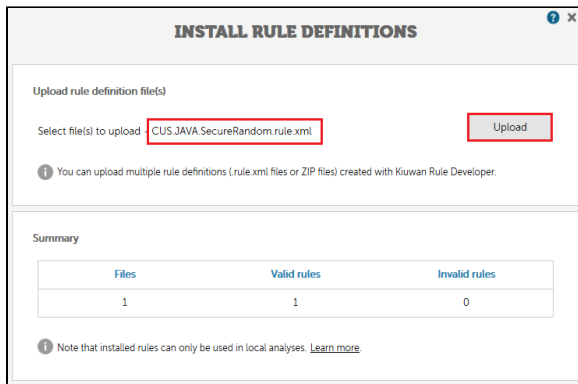 INSTALL RULE DEFINITIONS
? ×
Upload rule definition file(s)
Select file(s) to upload - CUS.JAVA.SecureRandom.rule.xml
Upload
i You can upload multiple rule definitions (.rule.xml files or ZIP files) created with Kiuwan Rule Developer.
Summary
Files Valid rules Invalid rules
1 1 0
i Note that installed rules can only be used in local analyses. Learn more.